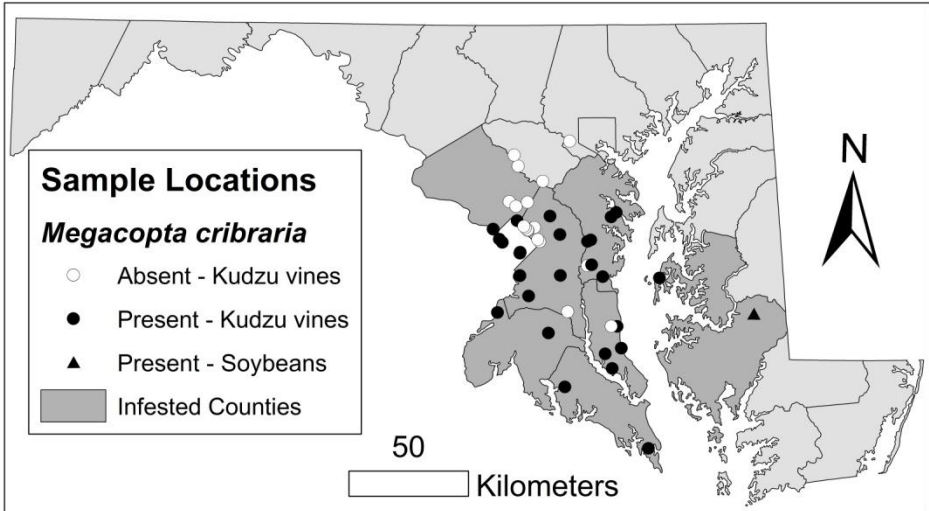 N
Sample Locations
Megacopta cribraria
Absent - Kudzu vines
Present - Kudzu vines
Present - Soybeans
Infested Counties
50
Kilometers